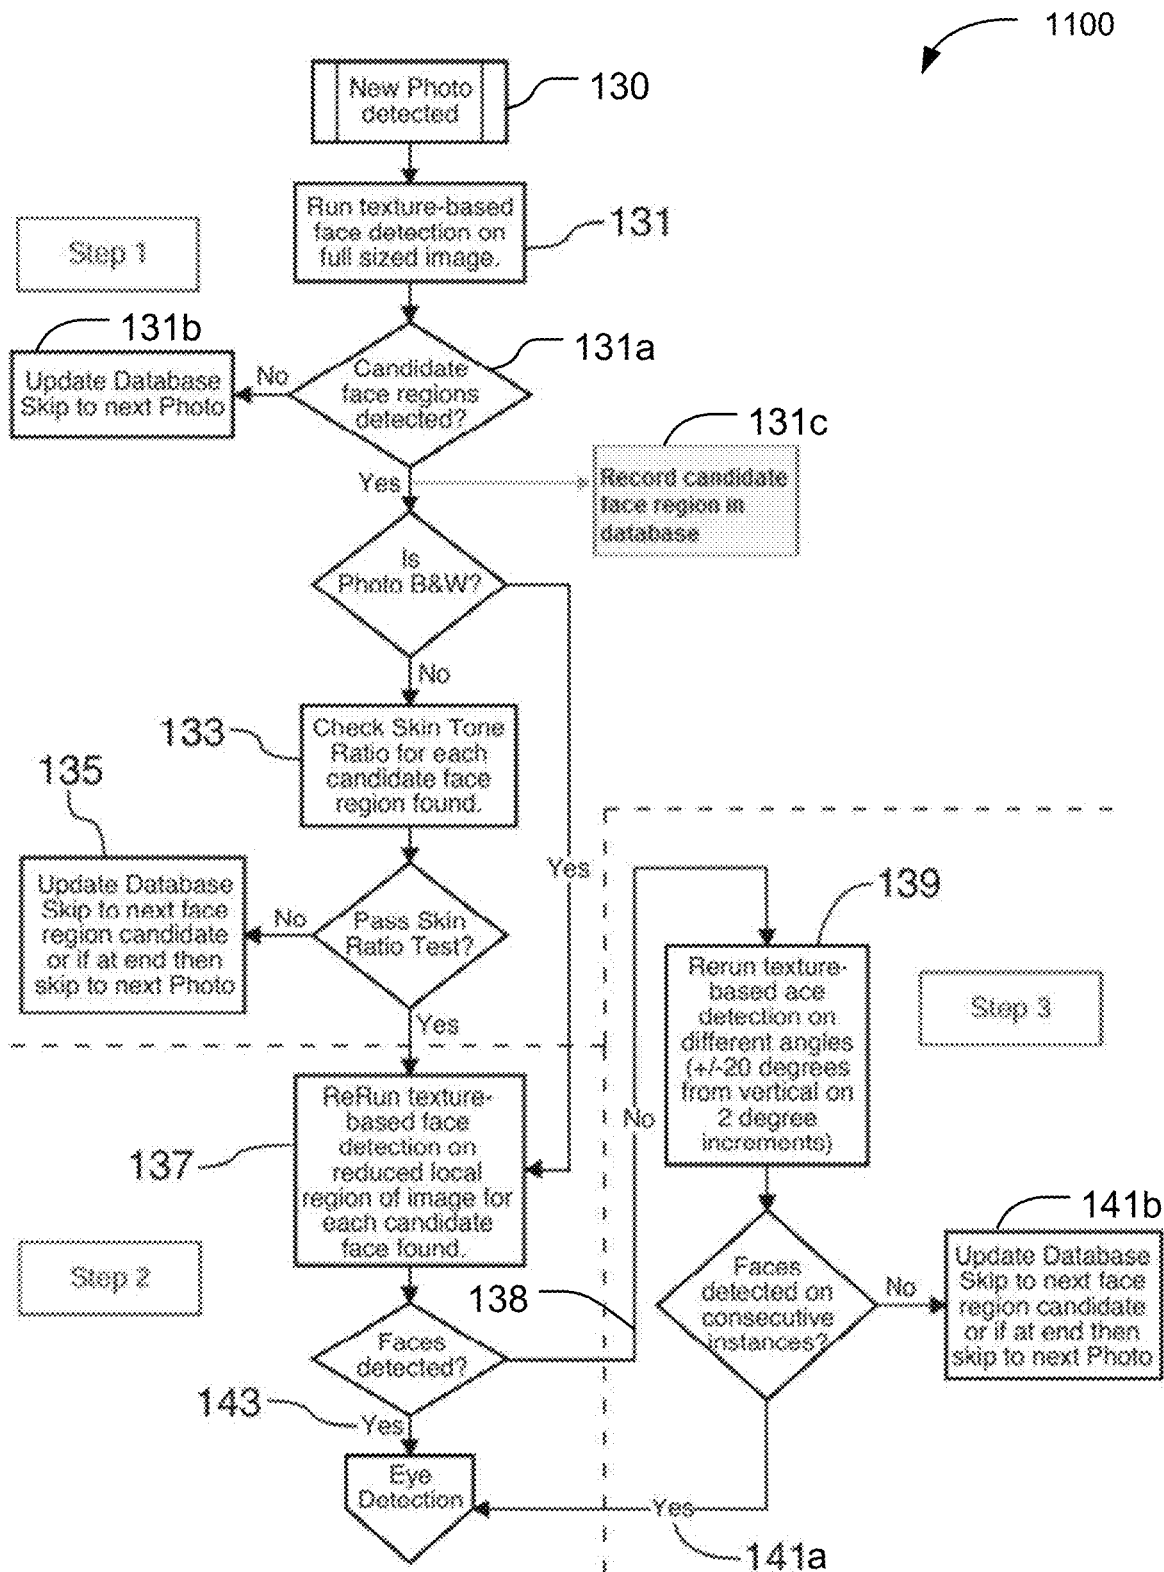 1100
New Photo
detected
130
Run texture-based
face detection on
full sized image.
131
Step 1
131b
Update Database
Skip to next Photo
No
Candidate
face regions
detected?
131a
131c
Record candidate
face region in
database
Yes
Is
Photo B&W?
No
133
Check Skin Tone
Ratio for each
candidate face
region found.
135
Update Database
Skip to next face
region candidate
or if at end then
skip to next Photo
No
Pass Skin
Ratio Test?
Yes
Yes
139
Rerun texture-
based ace
detection on
different angles
(+/-20 degrees
from vertical on
2 degree
increments)
Step 3
137
ReRun texture-
based face
detection on
reduced local
region of image for
each candidate
face found.
No
Step 2
138
Faces
detected?
Faces
detected on
consecutive
instances?
No
141b
Update Database
Skip to next face
region candidate
or if at end then
skip to next Photo
143
Yes
Eye
Detection
Yes
141a